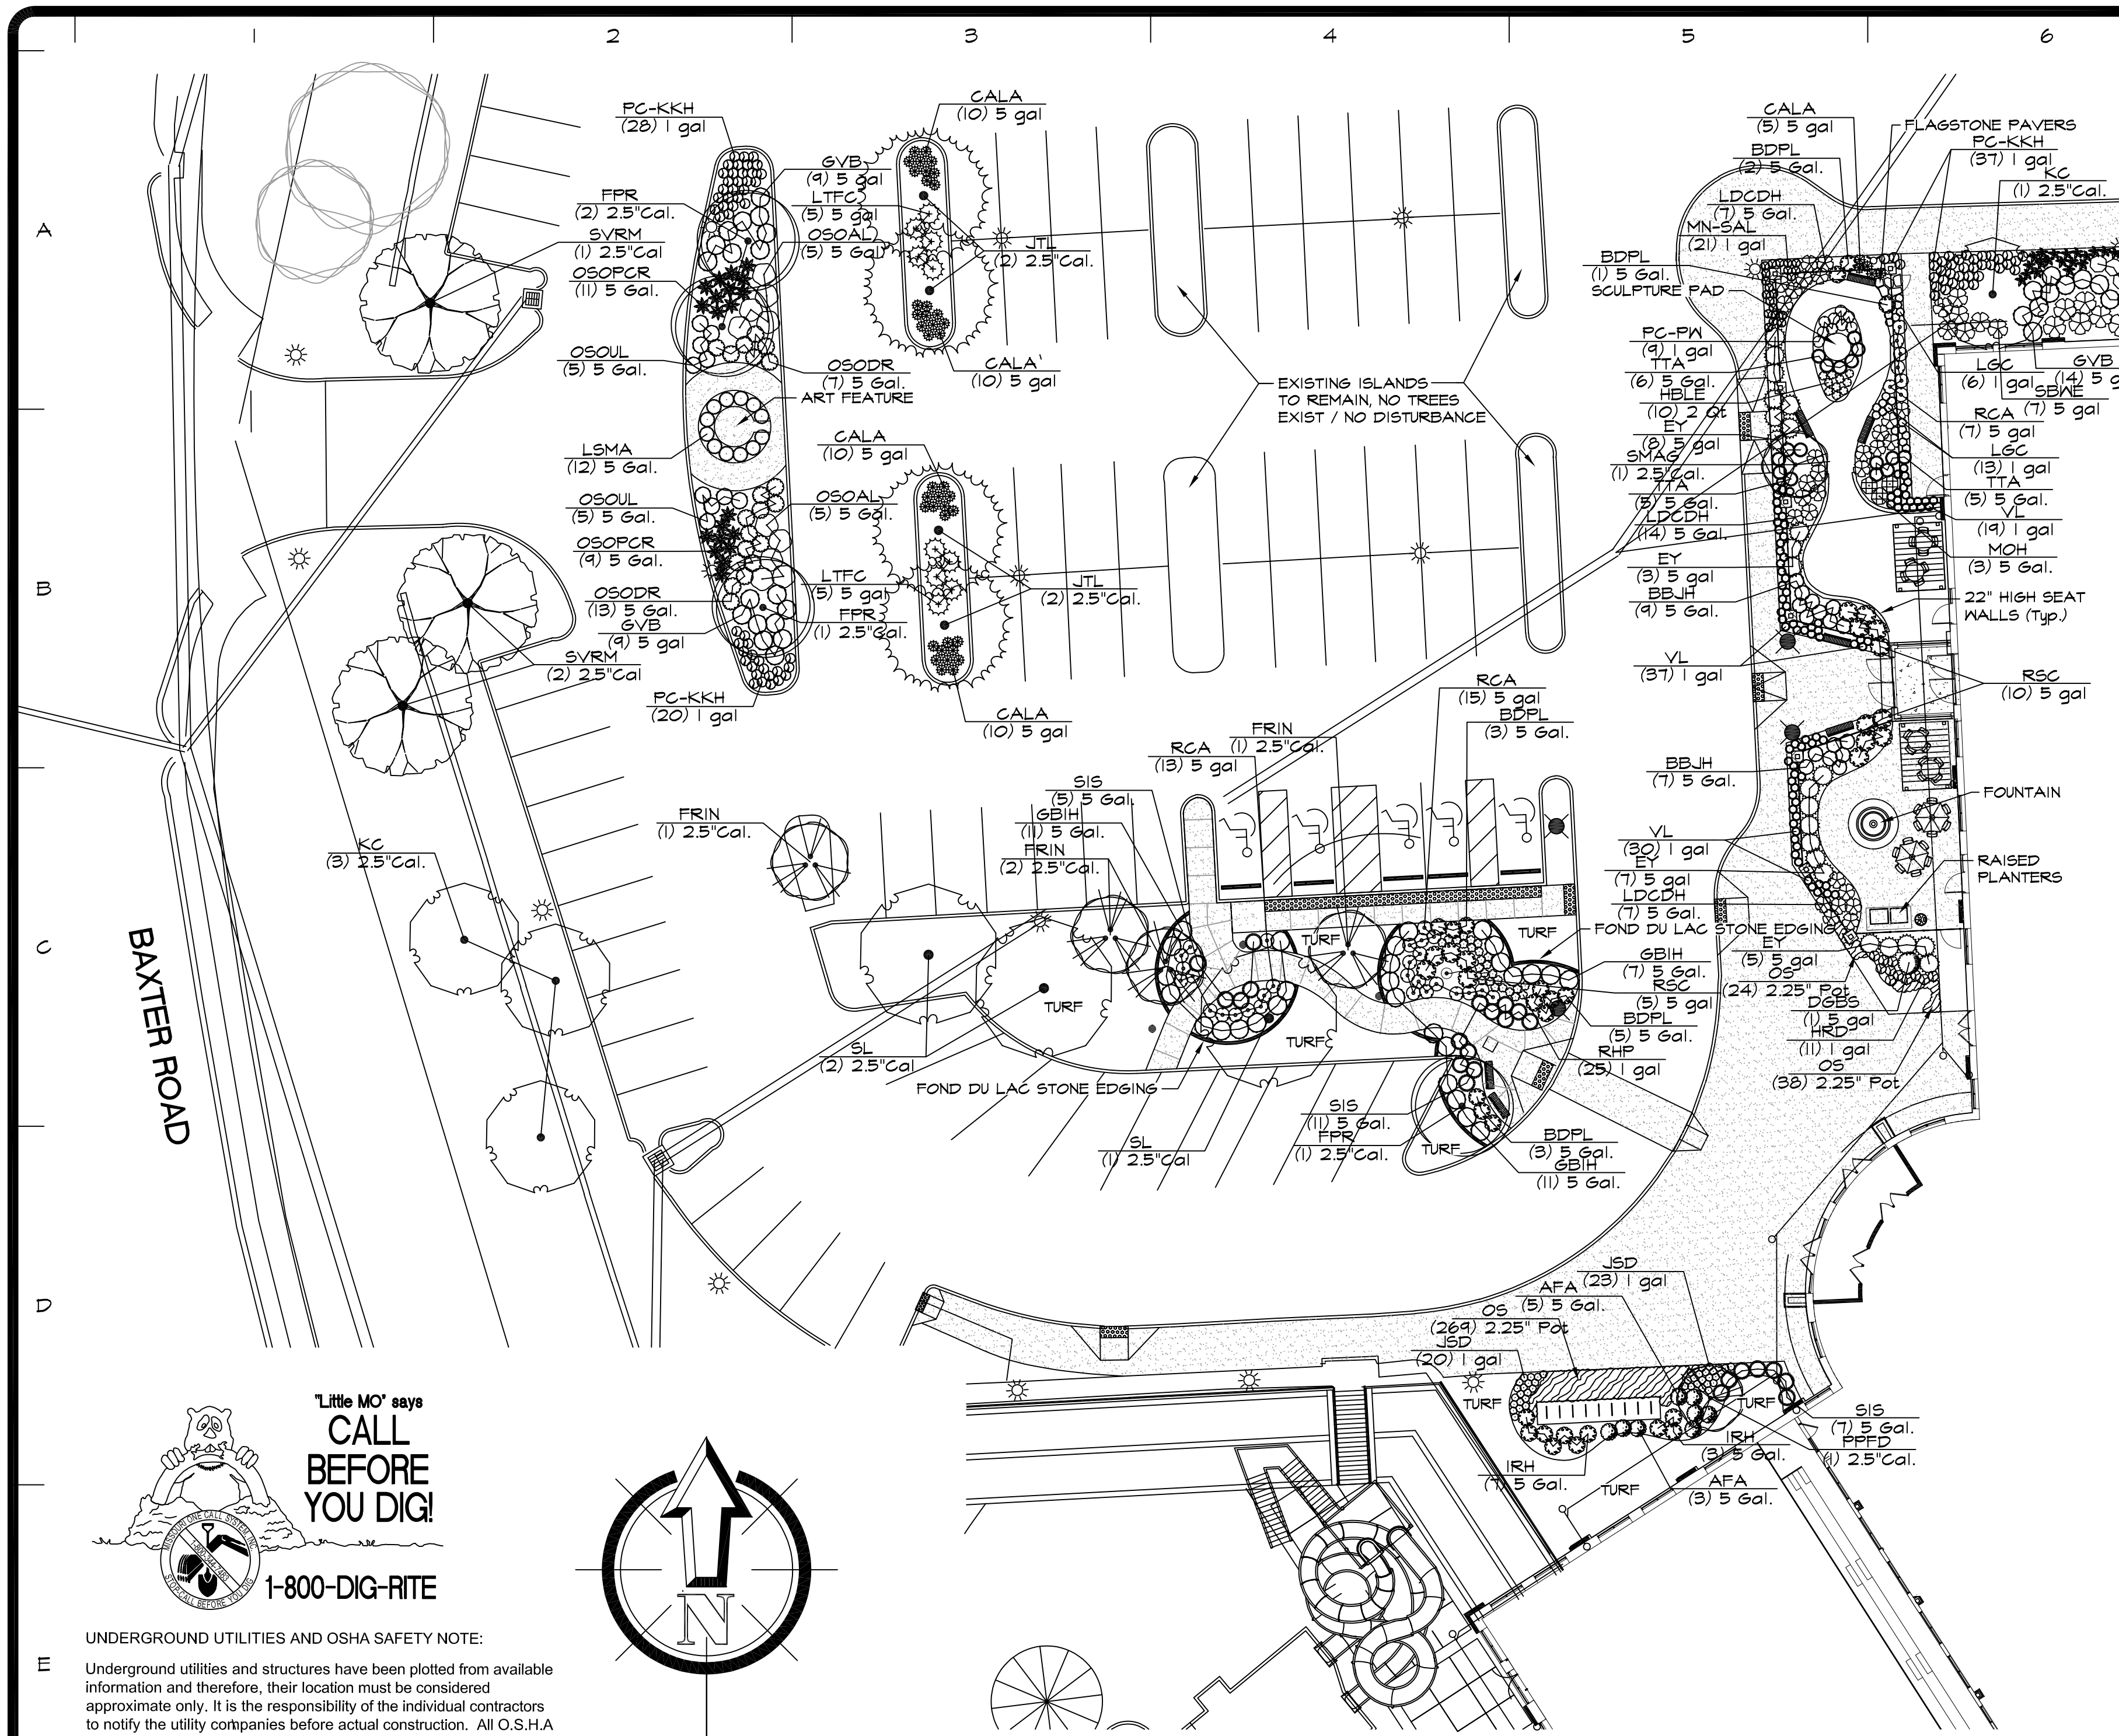 2
3
4
5
6
A
B
C
D
E
PC-KKH
(28) 1 gal
CALA
(10) 5 gal
GVB
(9) 5 gal
FPR
(2) 2.5"Cal.
LTFC
(5) 5 gal
SVRM
(1) 2.5"Cal
OSOAL
(5) 5 Gal.
JTL
(2) 2.5"Cal.
OSOPCR
(11) 5 Gal.
OSOUL
(5) 5 Gal.
OSODR
(7) 5 Gal.
CALA'
(10) 5 gal
ART FEATURE
EXISTING ISLANDS
TO REMAIN, NO TREES
EXIST / NO DISTURBANCE
LSMA
(12) 5 Gal.
CALA
(10) 5 gal
OSOUL
(5) 5 Gal.
OSOAL
(5) 5 Gal.
OSOPCR
(9) 5 Gal.
LTFC
(5) 5 gal
JTL
(2) 2.5"Cal.
OSODR
(13) 5 Gal.
FPR
(1) 2.5"Cal.
GVB
(9) 5 gal
SVRM
(2) 2.5"Cal
PC-KKH
(20) 1 gal
CALA
(10) 5 gal
CALA
(5) 5 gal
FLAGSTONE PAVERS
PC-KKH
(37) 1 gal
BDPL
(2) 5 Gal.
KC
(1) 2.5"Cal.
LDCDH
(7) 5 Gal.
MN-SAL
(21) 1 gal
BDPL
(1) 5 Gal.
SCULPTURE PAD
PC-PW
(9) 1 gal
TTA
(6) 5 Gal.
HBLE
(10) 2 Qt
EY
(8) 5 gal
SMAG
(1) 2.5"Cal.
TTA
(5) 5 Gal.
LDCDH
(14) 5 Gal.
EY
(3) 5 gal
BBJH
(9) 5 Gal.
VL
(37) 1 gal
LGC
(6) 1 gal
GVB
(14) 5 g
SBWE
(7) 5 gal
RCA
(7) 5 gal
LGC
(13) 1 gal
TTA
(5) 5 Gal.
VL
(19) 1 gal
MOH
(3) 5 Gal.
22" HIGH SEAT
WALLS (Typ.)
RSC
(10) 5 gal
BBJH
(7) 5 Gal.
FOUNTAIN
VL
(30) 1 gal
EY
(7) 5 gal
RAISED
PLANTERS
LDCDH
(7) 5 Gal.
FOND DU LAC STONE EDGING
EY
(5) 5 gal
OS
(24) 2.25" Pot
DGBS
(1) 5 gal
HRD
(11) 1 gal
OS
(38) 2.25" Pot
RCA
(15) 5 gal
BDPL
(3) 5 Gal.
FRIN
(1) 2.5"Cal.
RCA
(13) 5 gal
SIS
(5) 5 Gal.
GBIH
(11) 5 Gal.
FRIN
(2) 2.5"Cal.
FRIN
(1) 2.5"Cal.
KC
(3) 2.5"Cal.
TURF
TURF
TURF
TURF
GBIH
(7) 5 Gal.
RSC
(5) 5 gal
BDPL
(5) 5 Gal.
RHP
(25) 1 gal
SL
(2) 2.5"Cal
FOND DU LAC STONE EDGING
SL
(1) 2.5"Cal
SIS
(11) 5 Gal.
FPR
(1) 2.5"Cal.
TURF
BDPL
(3) 5 Gal.
GBIH
(11) 5 Gal.
BAXTER ROAD
JSD
(23) 1 gal
AFA
(5) 5 Gal.
OS
(269) 2.25" Pot
JSD
(20) 1 gal
TURF
TURF
SIS
(7) 5 Gal.
PPFD
(1) 2.5"Cal.
IRH
(3) 5 Gal.
IRH
(7) 5 Gal.
TURF
AFA
(3) 5 Gal.
"Little MO" says
CALL
BEFORE
YOU DIG!
MISSOURI ONE CALL SYSTEM, INC.
1-800-344-7483
STOP-CALL BEFORE YOU DIG
1-800-DIG-RITE
N
UNDERGROUND UTILITIES AND OSHA SAFETY NOTE:
Underground utilities and structures have been plotted from available
information and therefore, their location must be considered
approximate only. It is the responsibility of the individual contractors
to notify the utility companies before actual construction. All O.S.H.A